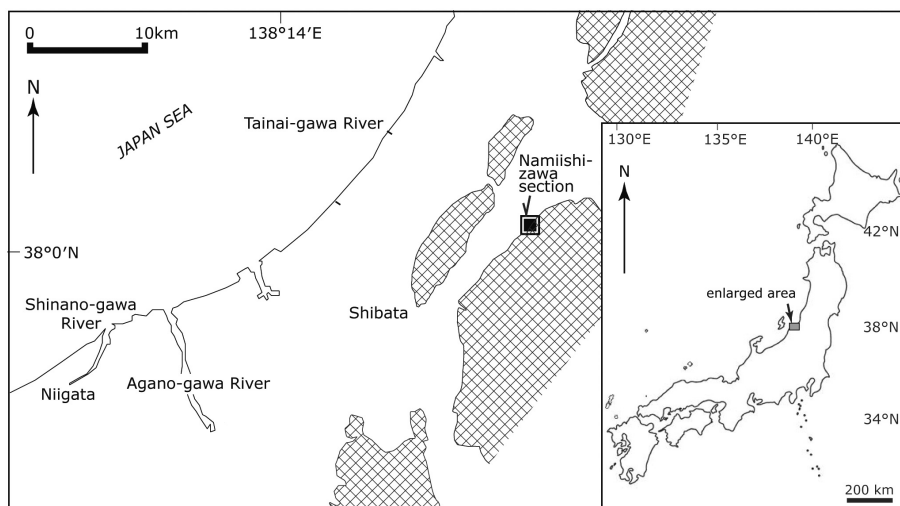 0 10km
138°14′E
N
JAPAN SEA
Tainai-gawa River
Namiishi-
zawa
section
38°0′N
Shinano-gawa
River
Shibata
Niigata
Agano-gawa River
130°E 135°E 140°E
N
42°N
enlarged area
38°N
34°N
200 km